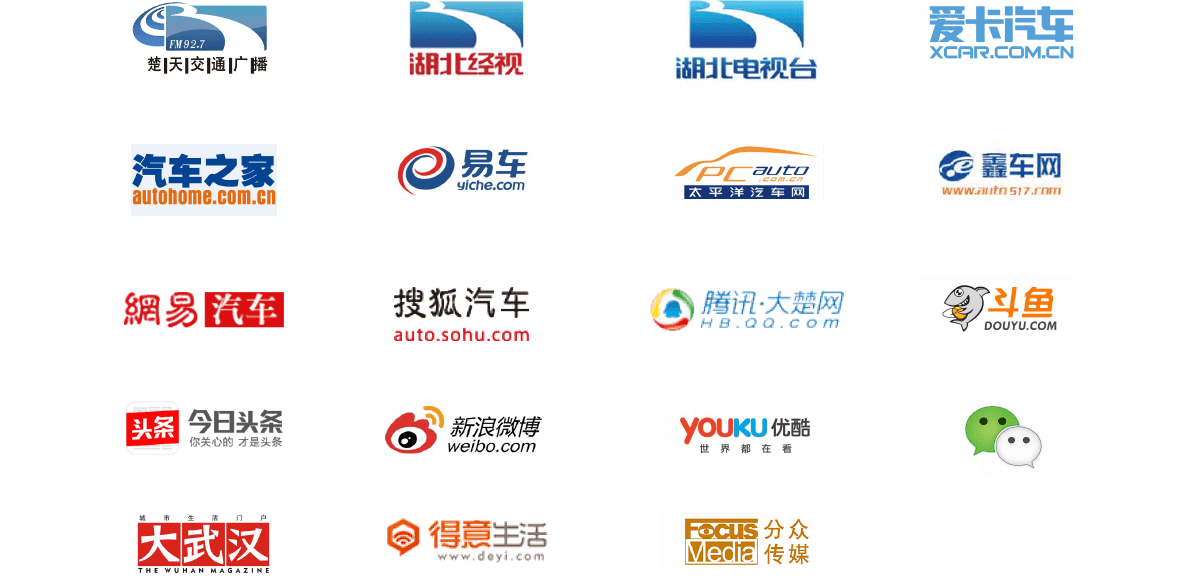 FM92.7
楚天交通广播
湖北经视
湖北电视台
爱卡汽车
XCAR.COM.CN
汽车之家
autohome.com.cn
易车
yiche.com
PCauto
.com.cn
太平洋汽车网
鑫车网
www.auto517.com
網易汽车
搜狐汽车
auto.sohu.com
腾讯·大楚网
HB.QQ.com
斗鱼
DOUYU.COM
头条
今日头条
你关心的 才是头条
新浪微博
weibo.com
YOUKU优酷
世界都在看
城市生活门户
大武汉
THE WUHAN MAGAZINE
得意生活
www.deyi.com
Focus
Media
分众
传媒